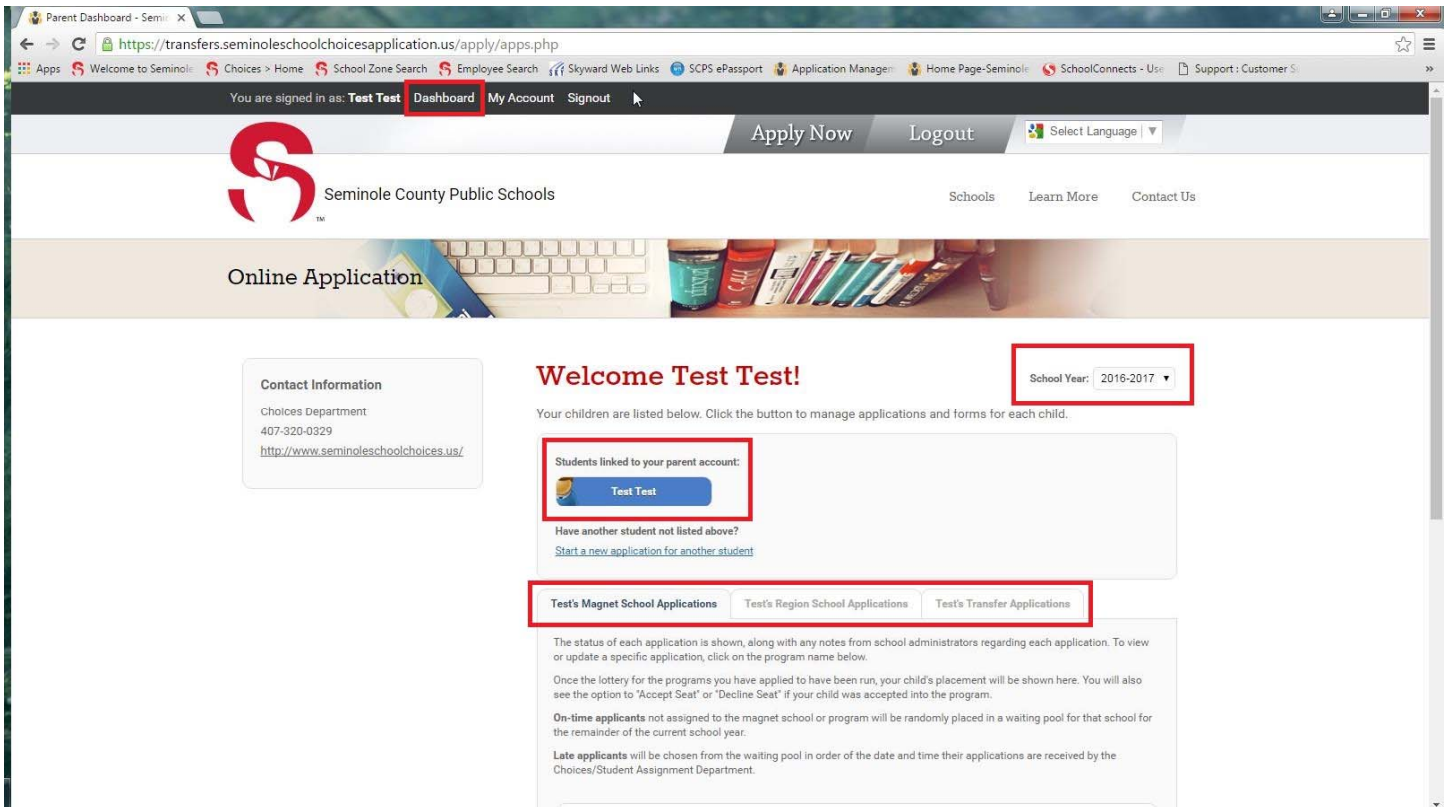 Parent Dashboard - Semi
https://transfers.seminoleschoolchoicesapplication.us/apply/apps.php
Apps Welcome to Seminole Choices > Home School Zone Search Employee Search Skyward Web Links SCPS ePassport Application Managem Home Page-Seminole SchoolConnects - Use Support : Customer S »
You are signed in as: Test Test Dashboard My Account Signout
Apply Now Logout Select Language
Seminole County Public Schools
Schools Learn More Contact Us
TM
Online Application
Contact Information
Choices Department
407-320-0329
http://www.seminoleschoolchoices.us/
Welcome Test Test!
School Year: 2016-2017
Your children are listed below. Click the button to manage applications and forms for each child.
Students linked to your parent account:
Test Test
Have another student not listed above?
Start a new application for another student
Test's Magnet School Applications Test's Region School Applications Test's Transfer Applications
The status of each application is shown, along with any notes from school administrators regarding each application. To view
or update a specific application, click on the program name below.
Once the lottery for the programs you have applied to have been run, your child's placement will be shown here. You will also
see the option to "Accept Seat" or "Decline Seat" if your child was accepted into the program.
On-time applicants not assigned to the magnet school or program will be randomly placed in a waiting pool for that school for
the remainder of the current school year.
Late applicants will be chosen from the waiting pool in order of the date and time their applications are received by the
Choices/Student Assignment Department.